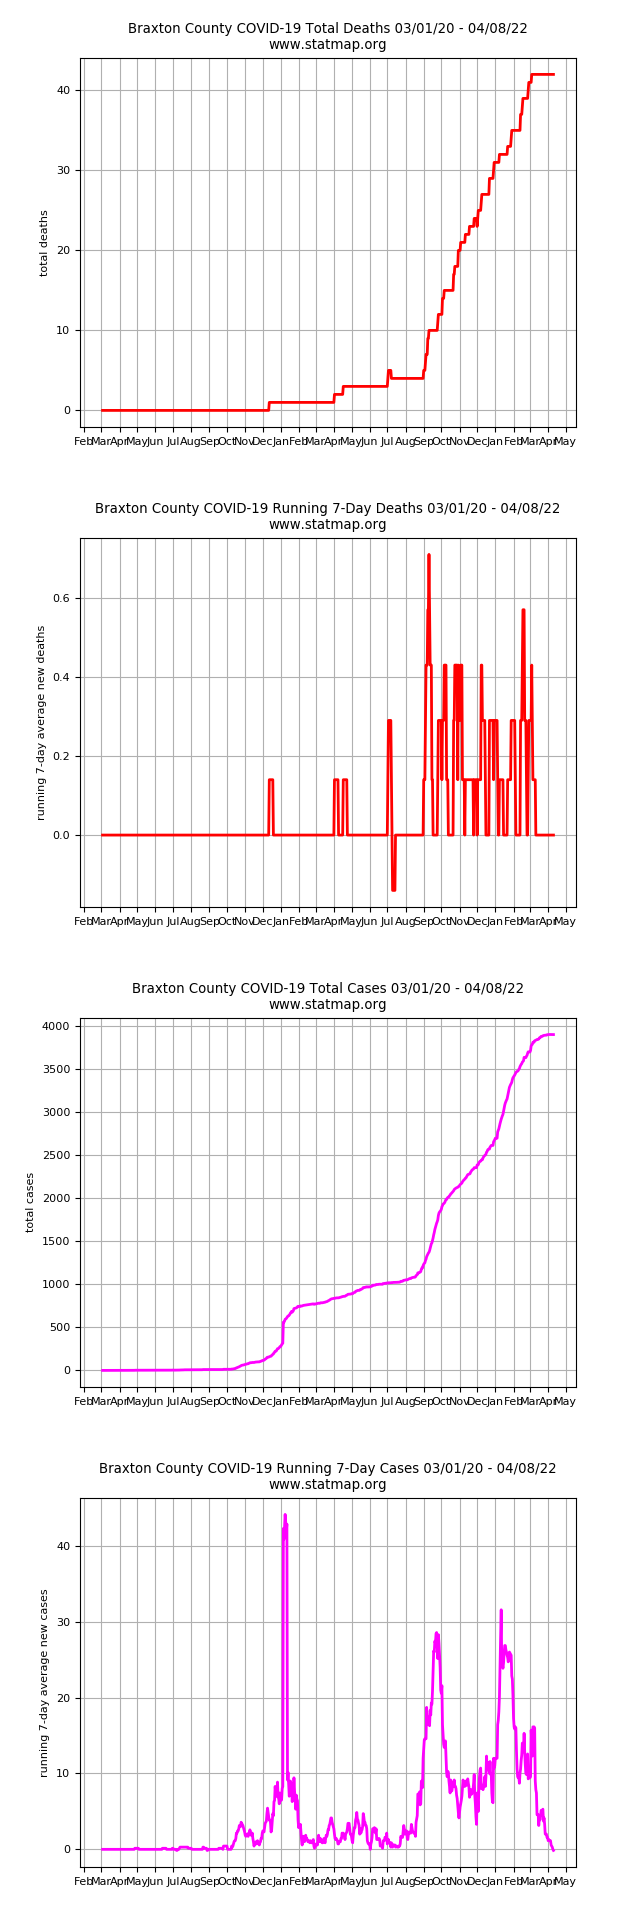 Braxton County COVID-19 Total Deaths 03/01/20 - 04/08/22
www.statmap.org
40
30
20
10
0
total deaths
Feb Mar Apr May Jun Jul Aug Sep Oct Nov Dec Jan Feb Mar Apr May Jun Jul Aug Sep Oct Nov Dec Jan Feb Mar Apr May
Braxton County COVID-19 Running 7-Day Deaths 03/01/20 - 04/08/22
www.statmap.org
0.6
0.4
0.2
0.0
running 7-day average new deaths
Feb Mar Apr May Jun Jul Aug Sep Oct Nov Dec Jan Feb Mar Apr May Jun Jul Aug Sep Oct Nov Dec Jan Feb Mar Apr May
Braxton County COVID-19 Total Cases 03/01/20 - 04/08/22
www.statmap.org
4000
3500
3000
2500
2000
1500
1000
500
0
total cases
Feb Mar Apr May Jun Jul Aug Sep Oct Nov Dec Jan Feb Mar Apr May Jun Jul Aug Sep Oct Nov Dec Jan Feb Mar Apr May
Braxton County COVID-19 Running 7-Day Cases 03/01/20 - 04/08/22
www.statmap.org
40
30
20
10
0
running 7-day average new cases
Feb Mar Apr May Jun Jul Aug Sep Oct Nov Dec Jan Feb Mar Apr May Jun Jul Aug Sep Oct Nov Dec Jan Feb Mar Apr May